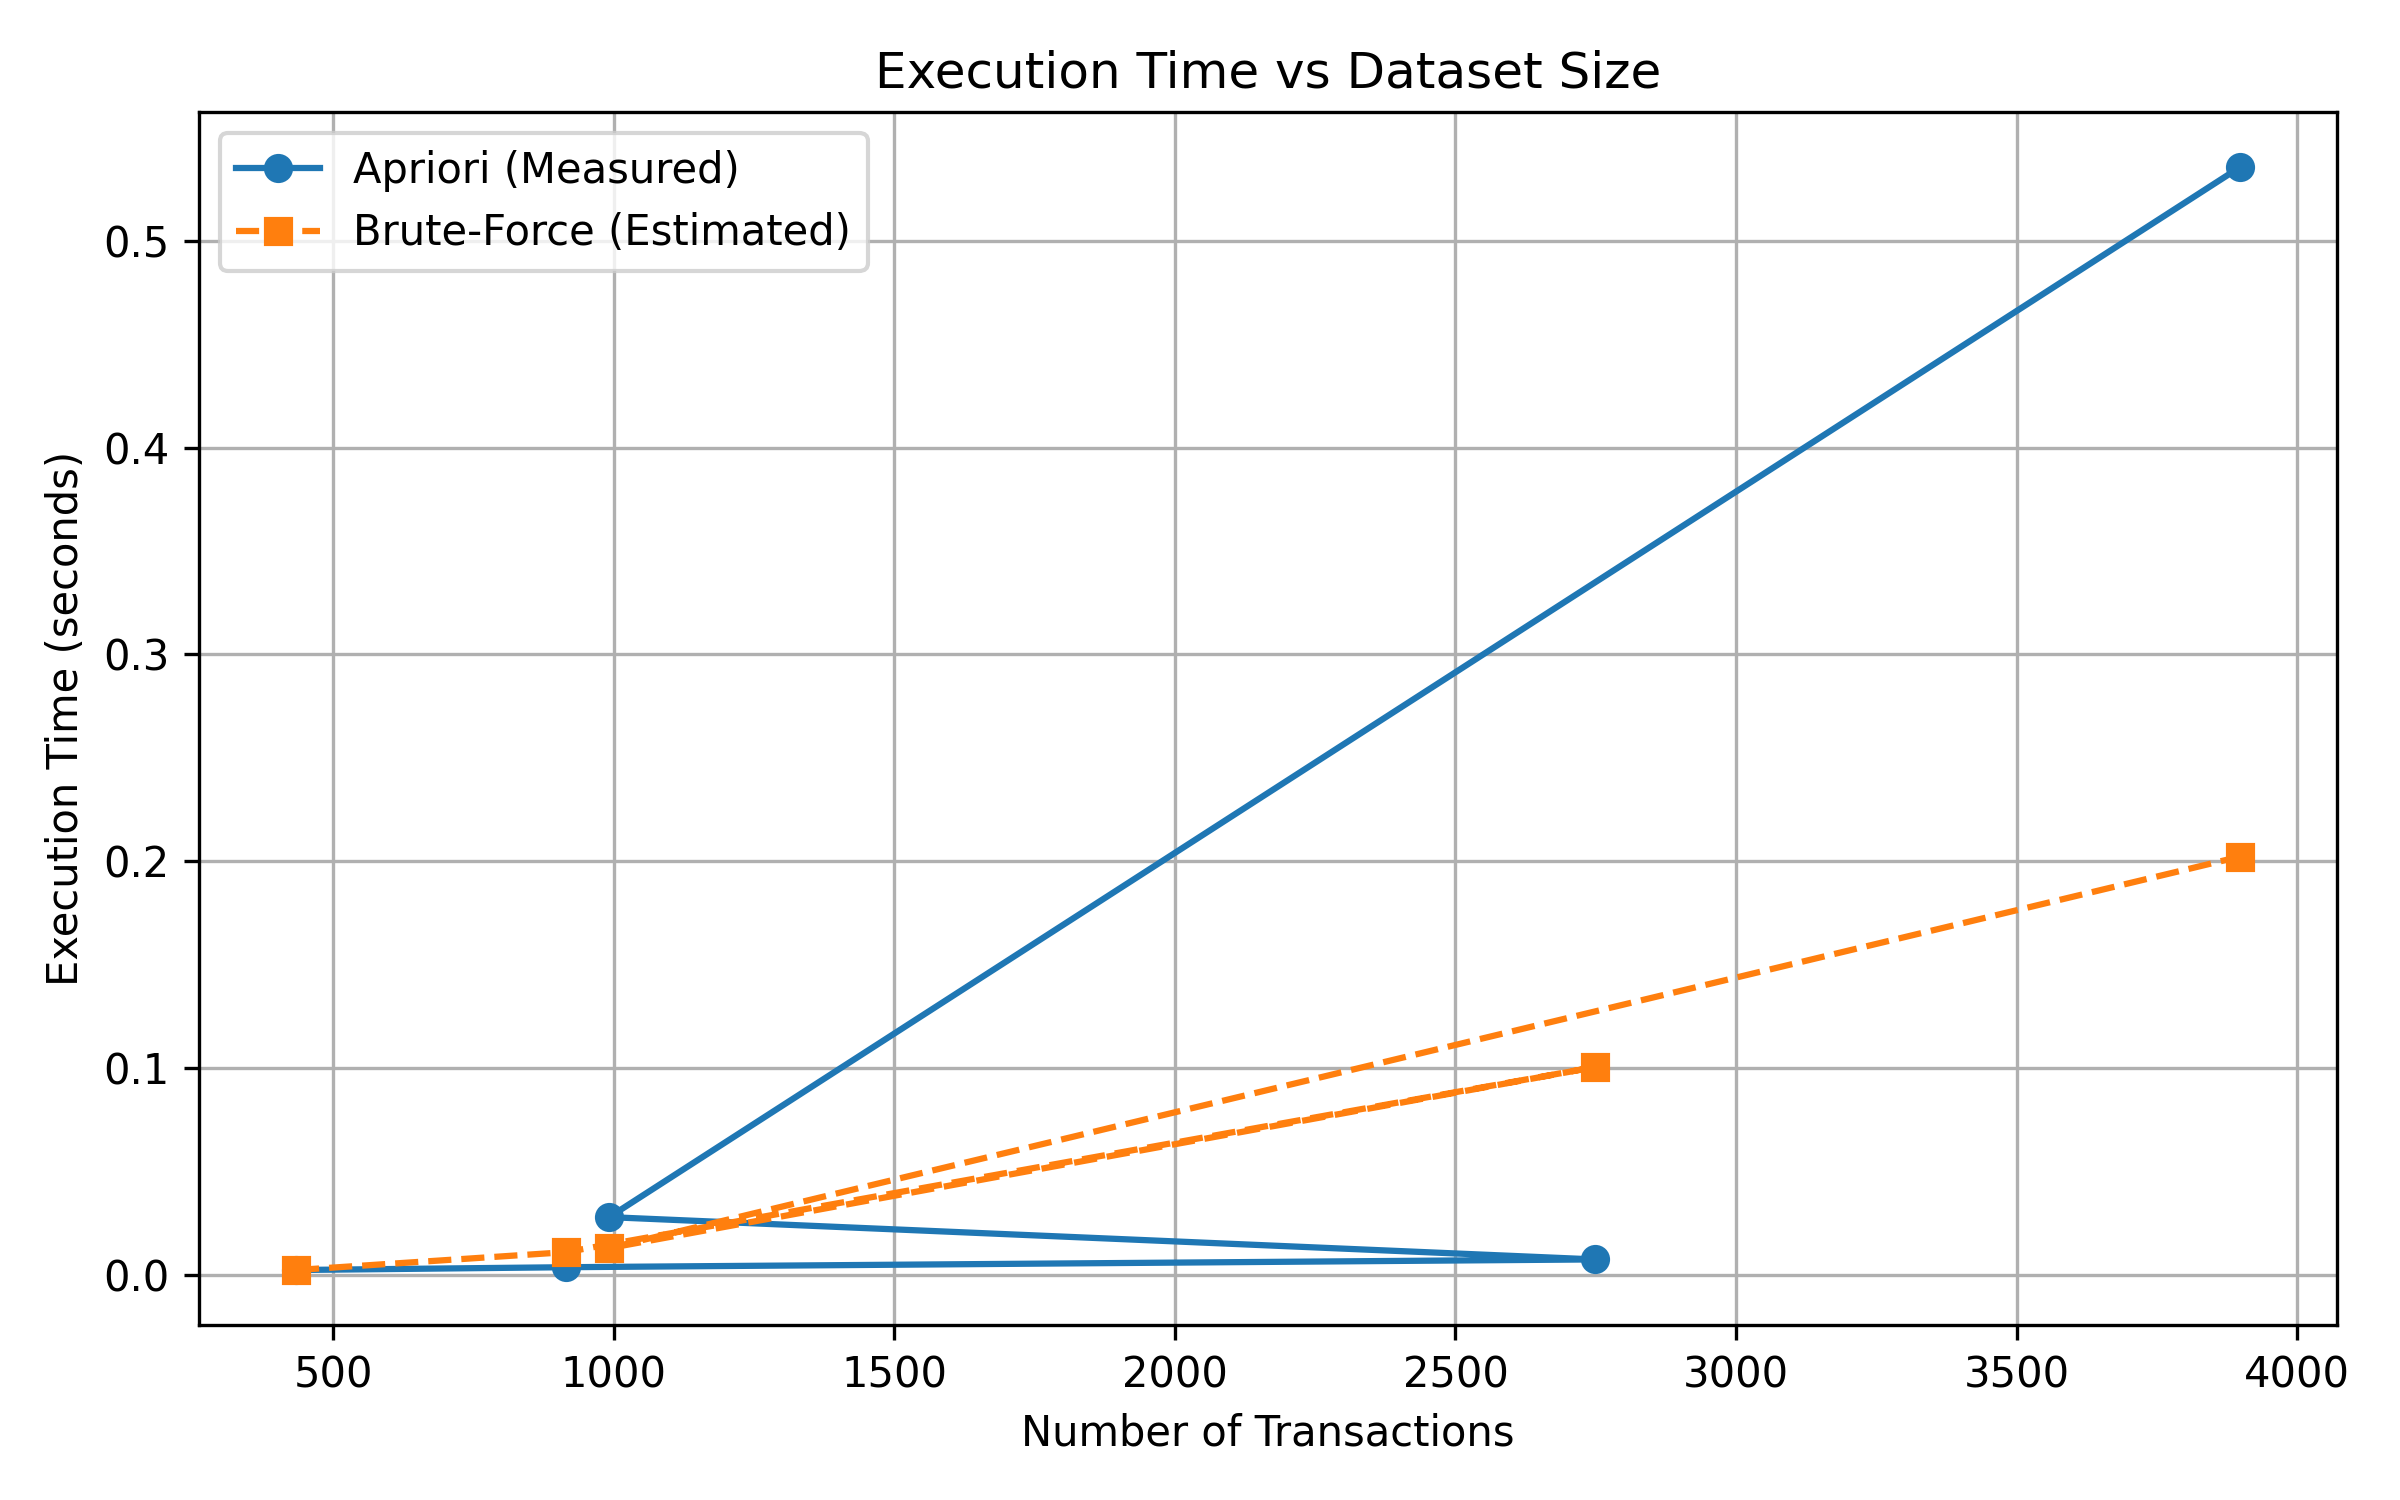 Execution Time vs Dataset Size
Apriori (Measured)
Brute-Force (Estimated)
Execution Time (seconds)
0.5
0.4
0.3
0.2
0.1
0.0
500 1000 1500 2000 2500 3000 3500 4000
Number of Transactions